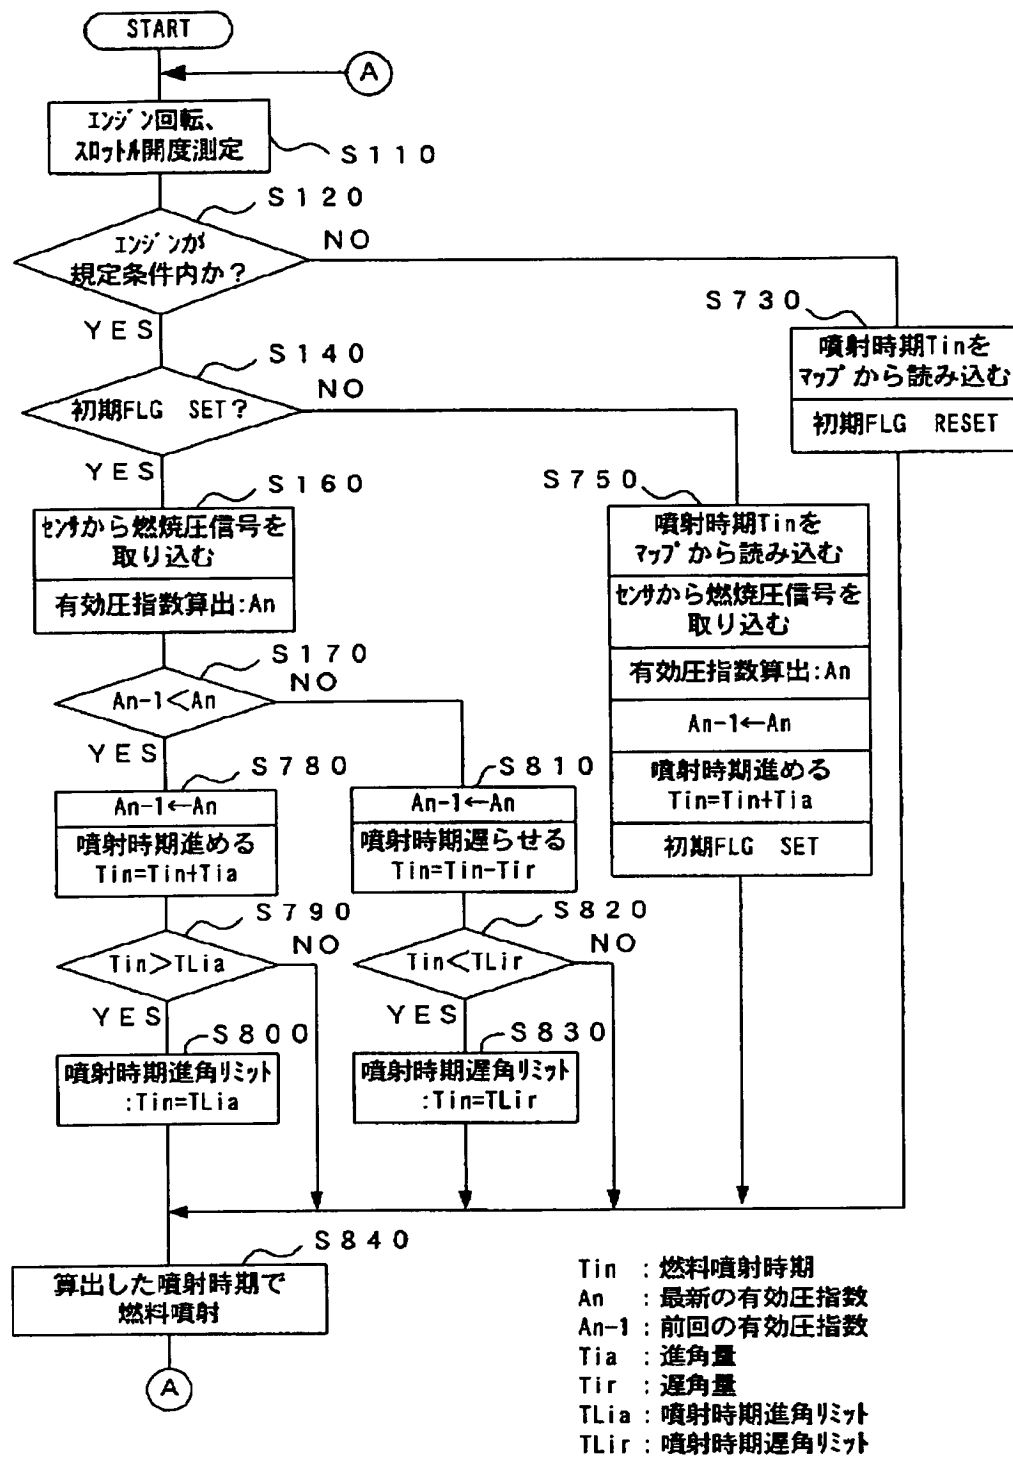 START
A
エンジン回転、
スロットル開度測定
S110
S120
エンジンが
規定条件内か？
NO
YES
S730
噴射時期Tinを
マップから読み込む
初期FLG RESET
S140
初期FLG SET？
NO
YES
S160
センサから燃焼圧信号を
取り込む
有効圧指数算出:An
S750
噴射時期Tinを
マップから読み込む
センサから燃焼圧信号を
取り込む
有効圧指数算出:An
An-1←An
噴射時期進める
Tin=Tin+Tia
初期FLG SET
S170
An-1＜An
NO
YES
S780
An-1←An
噴射時期進める
Tin=Tin+Tia
S810
An-1←An
噴射時期遅らせる
Tin=Tin-Tir
S790
Tin＞TLia
NO
YES
S820
Tin＜TLir
NO
YES
S800
噴射時期進角リミット
:Tin=TLia
S830
噴射時期遅角リミット
:Tin=TLir
S840
算出した噴射時期で
燃料噴射
A
Tin :燃料噴射時期
An :最新の有効圧指数
An-1:前回の有効圧指数
Tia :進角量
Tir :遅角量
TLia:噴射時期進角リミット
TLir:噴射時期遅角リミット